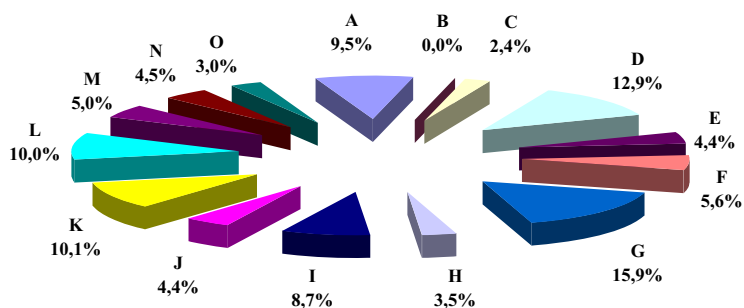 A
9,5%
B
0,0%
C
2,4%
D
12,9%
E
4,4%
F
5,6%
G
15,9%
H
3,5%
I
8,7%
J
4,4%
K
10,1%
L
10,0%
M
5,0%
N
4,5%
O
3,0%